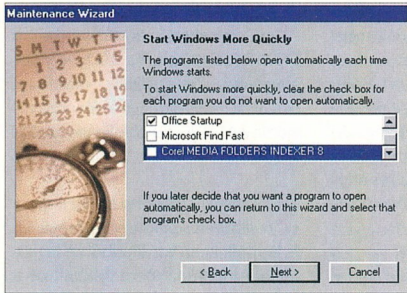 Maintenance Wizard
S M T W T F
1 2 3 4 5
7 8 9 10 11 12
14 15 16 17 18 19
21 22 23 24 25 26
28 29 30
Start Windows More Quickly
The programs listed below open automatically each time
Windows starts.
To start Windows more quickly, clear the check box for
each program you do not want to open automatically.
Office Startup
Microsoft Find Fast
Corel MEDIA FOLDERS INDEXER 8
If you later decide that you want a program to open
automatically, you can return to this wizard and select that
program's check box.
< Back
Next >
Cancel